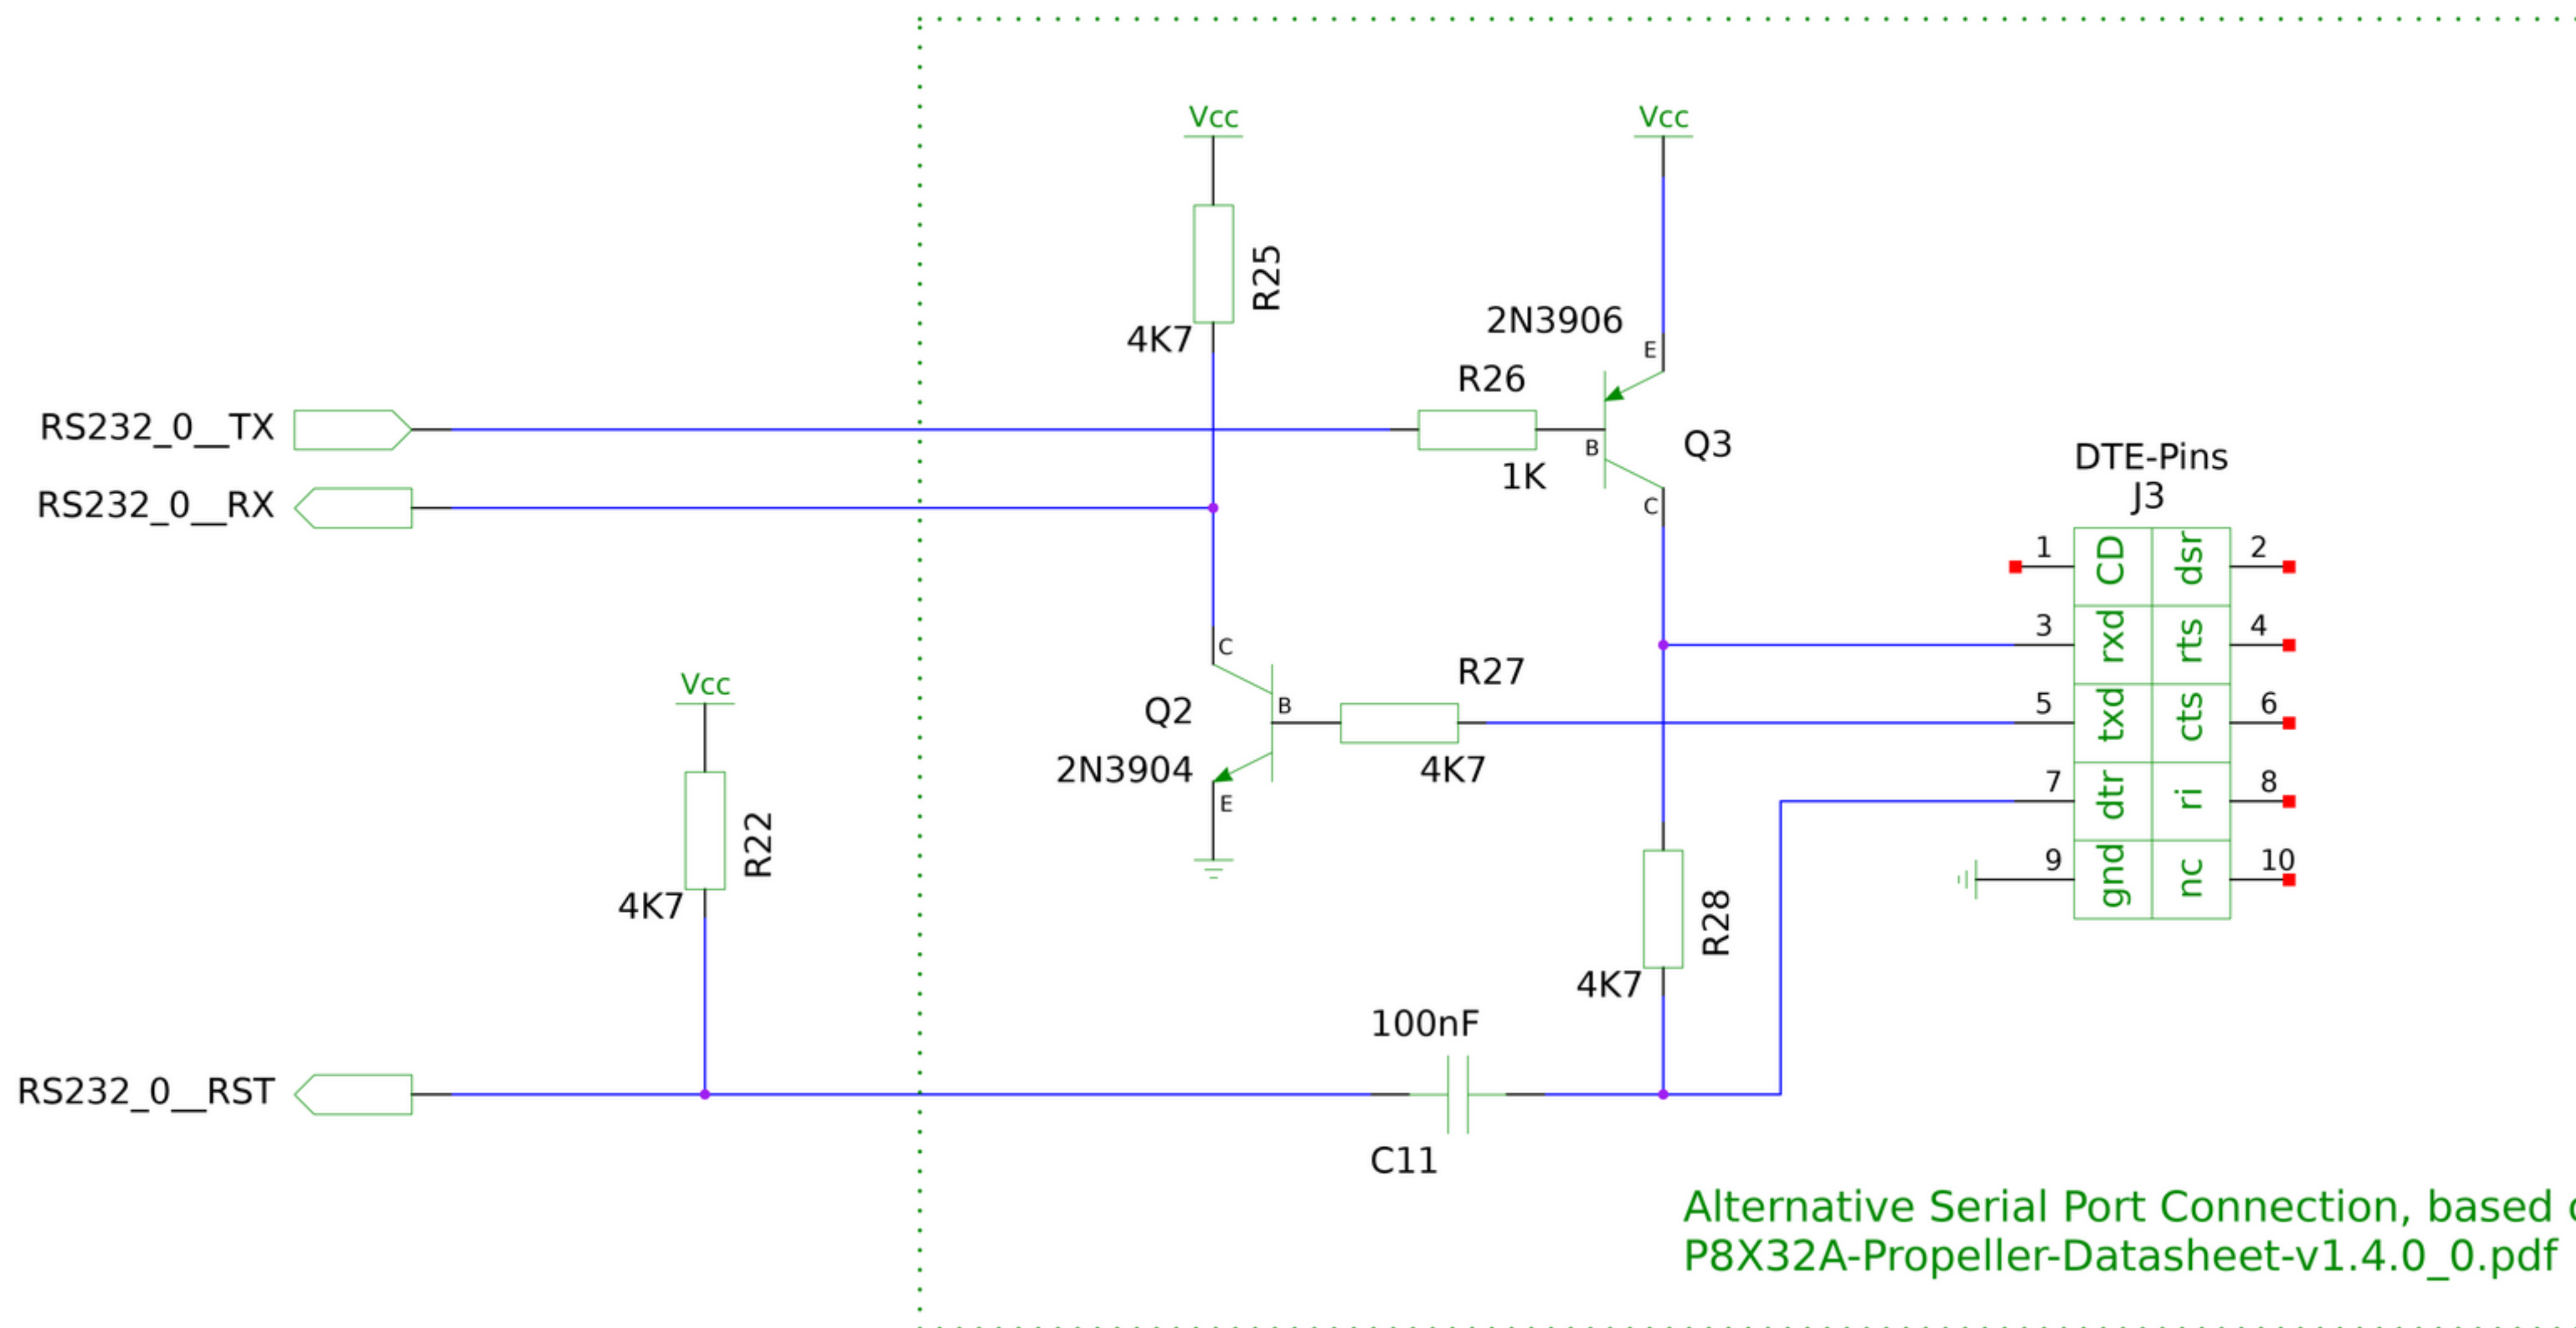 Vcc
Vcc
R25
4K7
2N3906
E
R26
B
1K
Q3
C
RS232_0__TX
RS232_0__RX
DTE-Pins
J3
1 CD dsr 2
3 rxd rts 4
5 txd cts 6
7 dtr ri 8
9 gnd nc 10
C
Q2
B
R27
2N3904
4K7
E
Vcc
R22
4K7
R28
4K7
100nF
RS232_0__RST
C11
Alternative Serial Port Connection, based
P8X32A-Propeller-Datasheet-v1.4.0_0.pdf